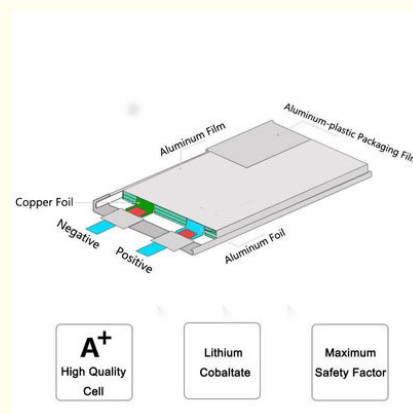 Aluminum Film
Aluminum-plastic Packaging Film
Copper Foil
Negative
Positive
Aluminum Foil
A+
High Quality
Cell
Lithium
Cobaltate
Maximum
Safety Factor